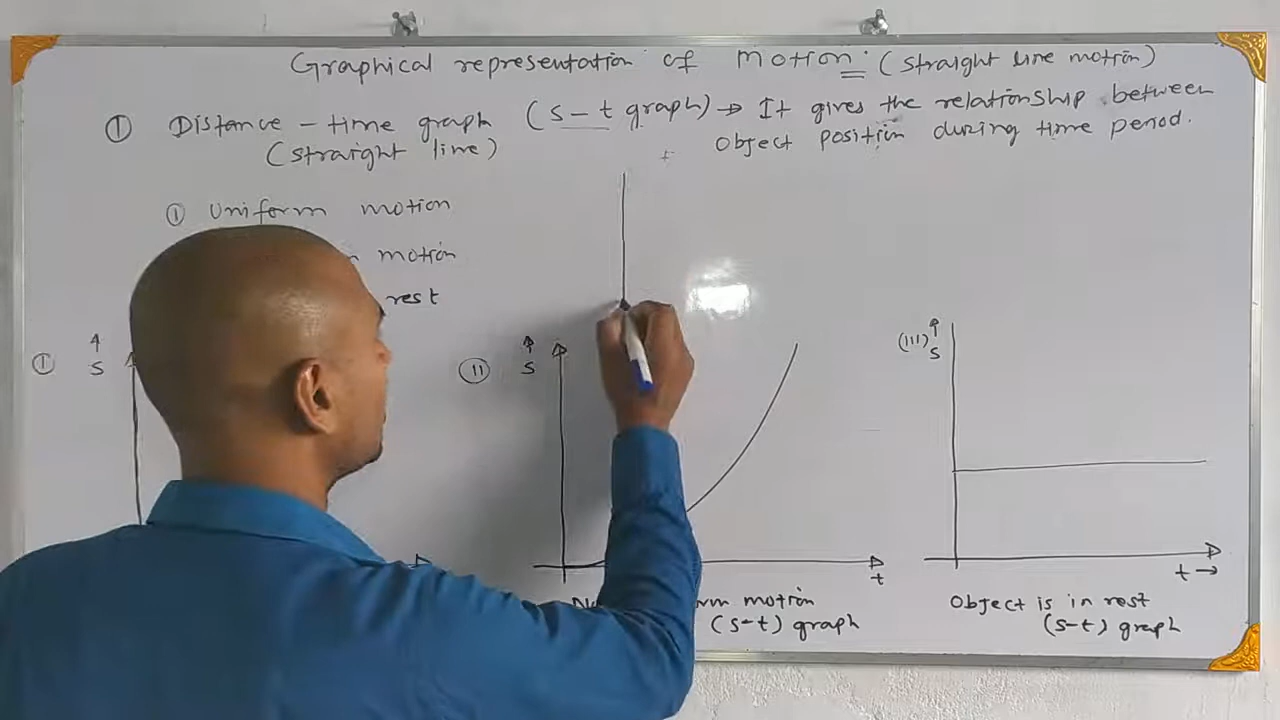 Graphical representation of motion: (straight line motion)
① Distance - time graph (s-t graph) → It gives the relationship between
(straight line) object position during time period.
① Uniform motion
motion
rest
① S
(II) S
t
motion
(s-t) graph
(III) S
t →
Object is in rest
(s-t) graph